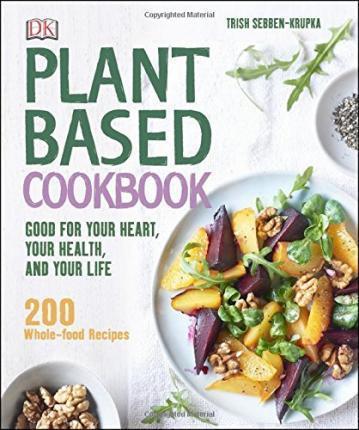 Copyrighted Material
DK
TRISH SEBBEN-KRUPKA
PLANT
BASED
COOKBOOK
GOOD FOR YOUR HEART,
YOUR HEALTH,
AND YOUR LIFE
200
Whole-food Recipes
Copyrighted Material